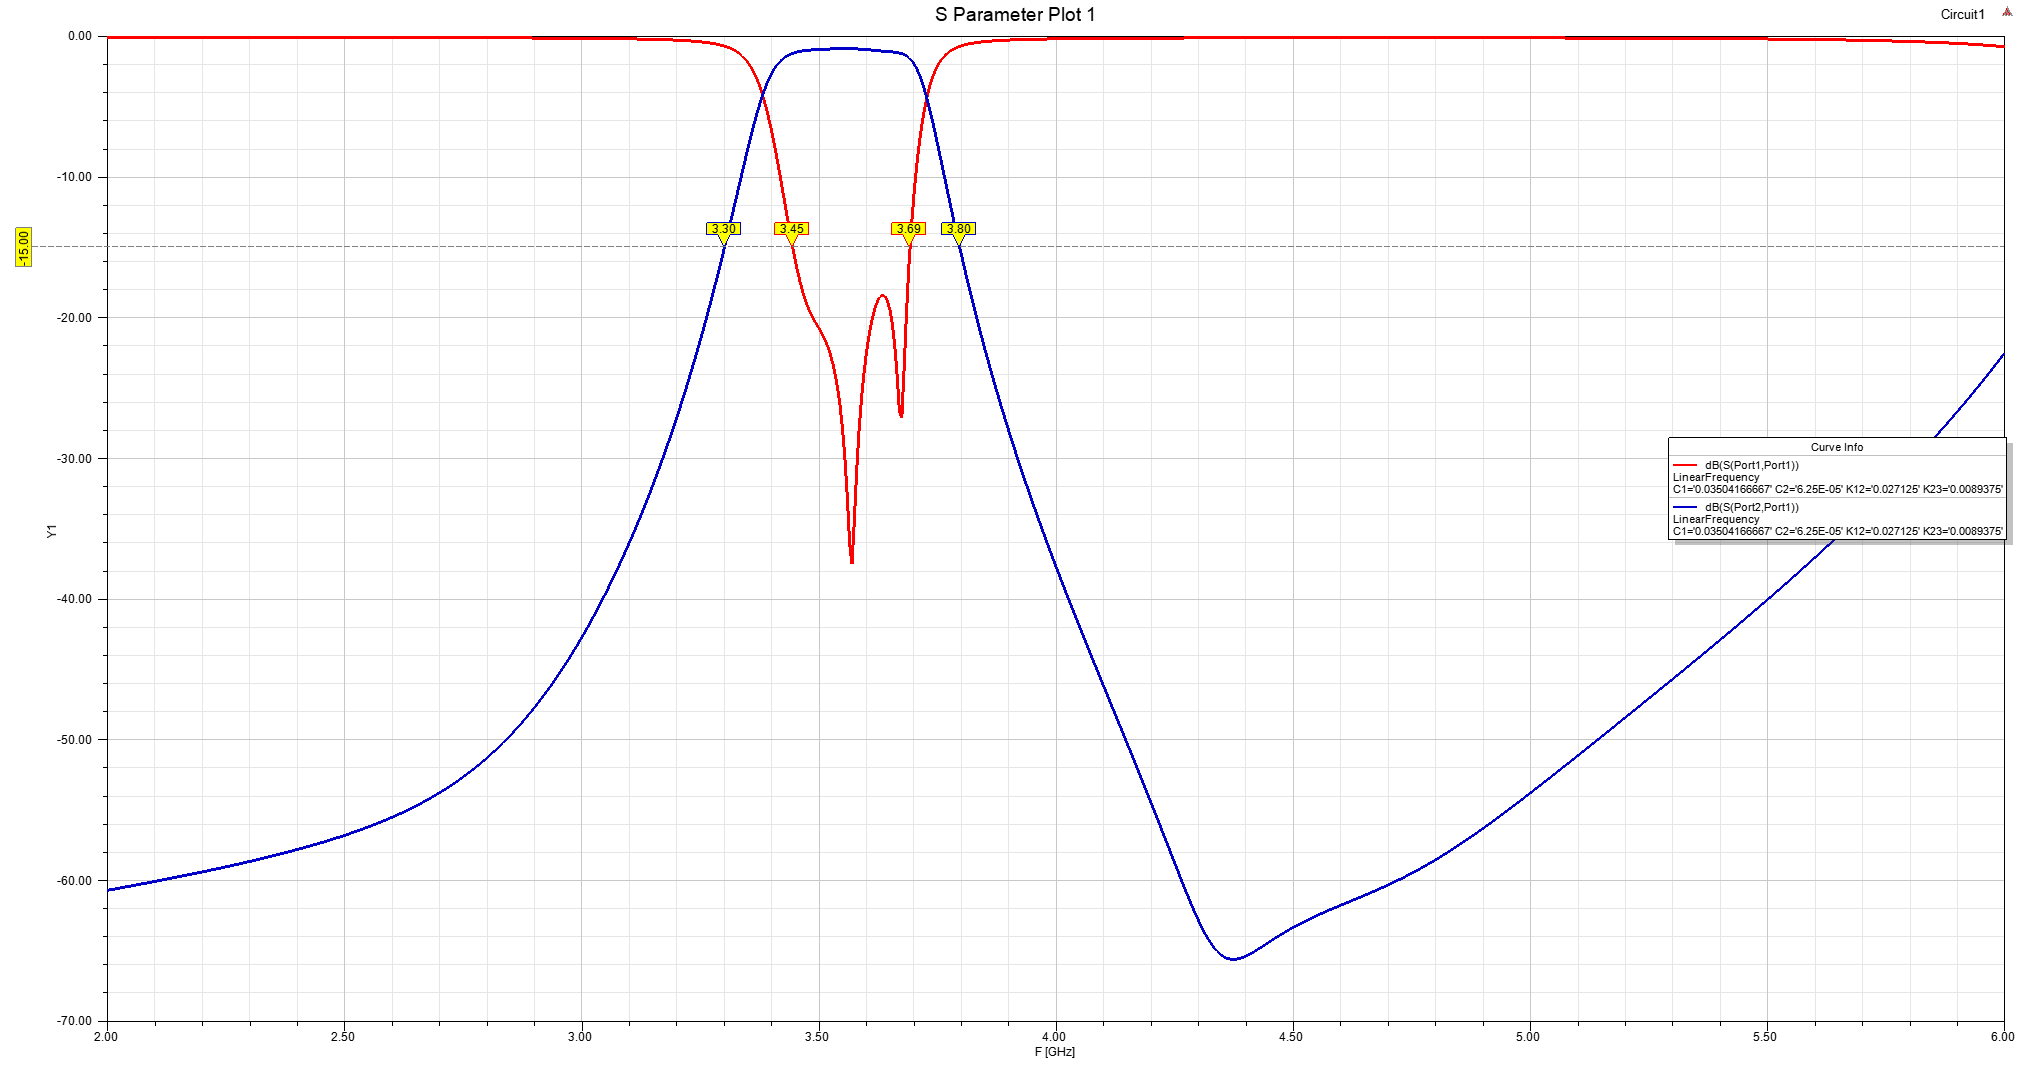 S Parameter Plot 1
Circuit1
0.00
-10.00
-15.00
3.30
3.45
3.69
3.80
-20.00
-30.00
Curve Info
dB(S(Port1,Port1))
LinearFrequency
C1='0.03504166667' C2='6.25E-05' K12='0.027125' K23='0.0089375'
dB(S(Port2,Port1))
LinearFrequency
C1='0.03504166667' C2='6.25E-05' K12='0.027125' K23='0.0089375'
Y1
-40.00
-50.00
-60.00
-70.00
2.00
2.50
3.00
3.50
4.00
4.50
5.00
5.50
6.00
F [GHz]